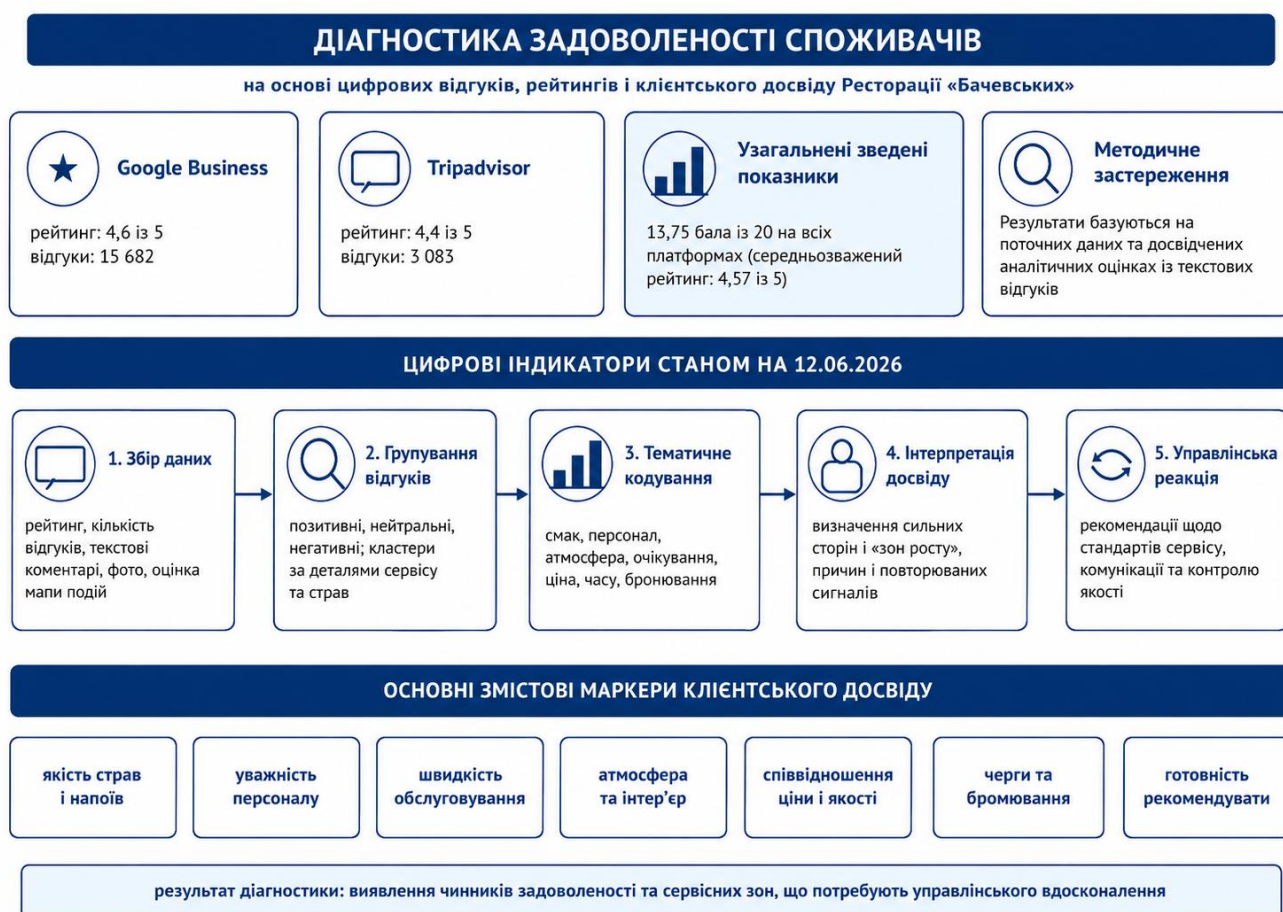 ДІАГНОСТИКА ЗАДОВОЛЕНОСТІ СПОЖИВАЧІВ
на основі цифрових відгуків, рейтингів і клієнтського досвіду Ресторації «Бачевських»
Google Business
рейтинг: 4,6 із 5
відгуки: 15 682
Tripadvisor
рейтинг: 4,4 із 5
відгуки: 3 083
Узагальнені зведені
показники
13,75 бала із 20 на всіх
платформах (середньозважений
рейтинг: 4,57 із 5)
Методичне
застереження
Результати базуються на
поточних даних та досвідчених
аналітичних оцінках із текстових
відгуків
ЦИФРОВІ ІНДИКАТОРИ СТАНОМ НА 12.06.2026
1. Збір даних
рейтинг, кількість
відгуків, текстові
коментарі, фото, оцінка
мапи подій
2. Групування
відгуків
позитивні, нейтральні,
негативні; кластери
за деталями сервісу
та страв
3. Тематичне
кодування
смак, персонал,
атмосфера, очікування,
ціна, часу, бронювання
4. Інтерпретація
досвіду
визначення сильних
сторін і «зон росту»,
причин і повторюваних
сигналів
5. Управлінська
реакція
рекомендації щодо
стандартів сервісу,
комунікації та контролю
якості
ОСНОВНІ ЗМІСТОВІ МАРКЕРИ КЛІЄНТСЬКОГО ДОСВІДУ
якість страв
і напоїв
уважність
персоналу
швидкість
обслуговування
атмосфера
та інтер’єр
співвідношення
ціни і якості
черги та
бромювання
готовність
рекомендувати
результат діагностики: виявлення чинників задоволеності та сервісних зон, що потребують управлінського вдосконалення